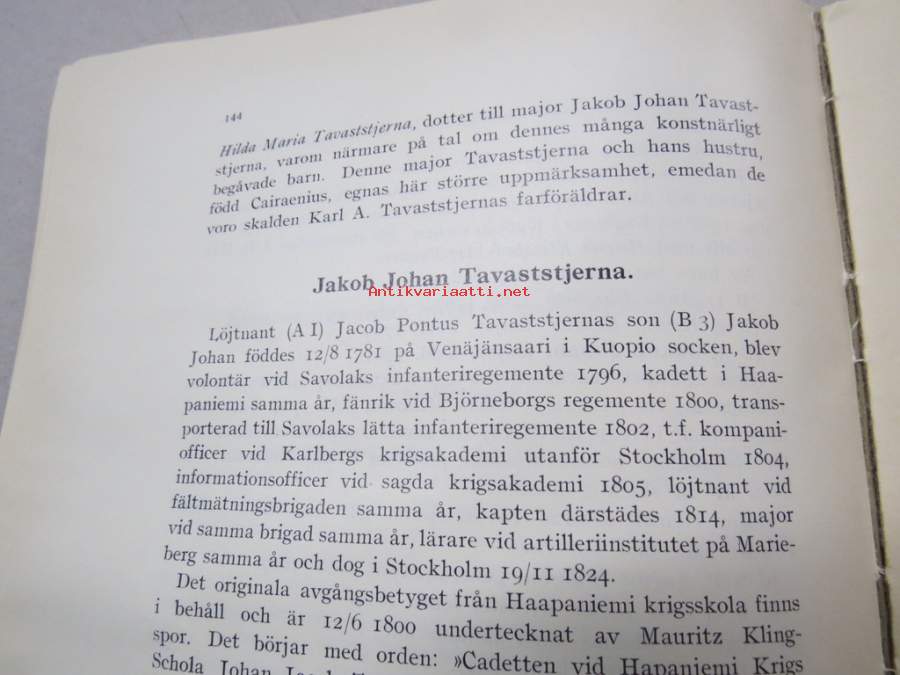 144
Hilda Maria Tavaststjerna, dotter till major Jakob Johan Tavast-
stjerna, varom närmare på tal om dennes många konstnärligt
begåvade barn. Denne major Tavaststjerna och hans hustru,
född Cairaenius, egnas här större uppmärksamhet, emedan de
voro skalden Karl A. Tavaststjernas farföräldrar.
Jakob Johan Tavaststjerna.
Antikvariaatti.net
Löjtnant (A I) Jacob Pontus Tavaststjernas son (B 3) Jakob
Johan föddes 12/8 1781 på Venäjänsaari i Kuopio socken, blev
volontär vid Savolaks infanteriregemente 1796, kadett i Haa-
paniemi samma år, fänrik vid Björneborgs regemente 1800, trans-
porterad till Savolaks lätta infanteriregemente 1802, t.f. kompani-
officer vid Karlbergs krigsakademi utanför Stockholm 1804,
informationsofficer vid sagda krigsakademi 1805, löjtnant vid
fältmätningsbrigaden samma år, kapten därstädes 1814, major
vid samma brigad samma år, lärare vid artilleriinstitutet på Marie-
berg samma år och dog i Stockholm 19/11 1824.
Det originala avgångsbetyget från Haapaniemi krigsskola finns
i behåll och är 12/6 1800 undertecknat av Mauritz Kling-
spor. Det börjar med orden: »Cadetten vid Hapaniemi Krigs
Schola Johan